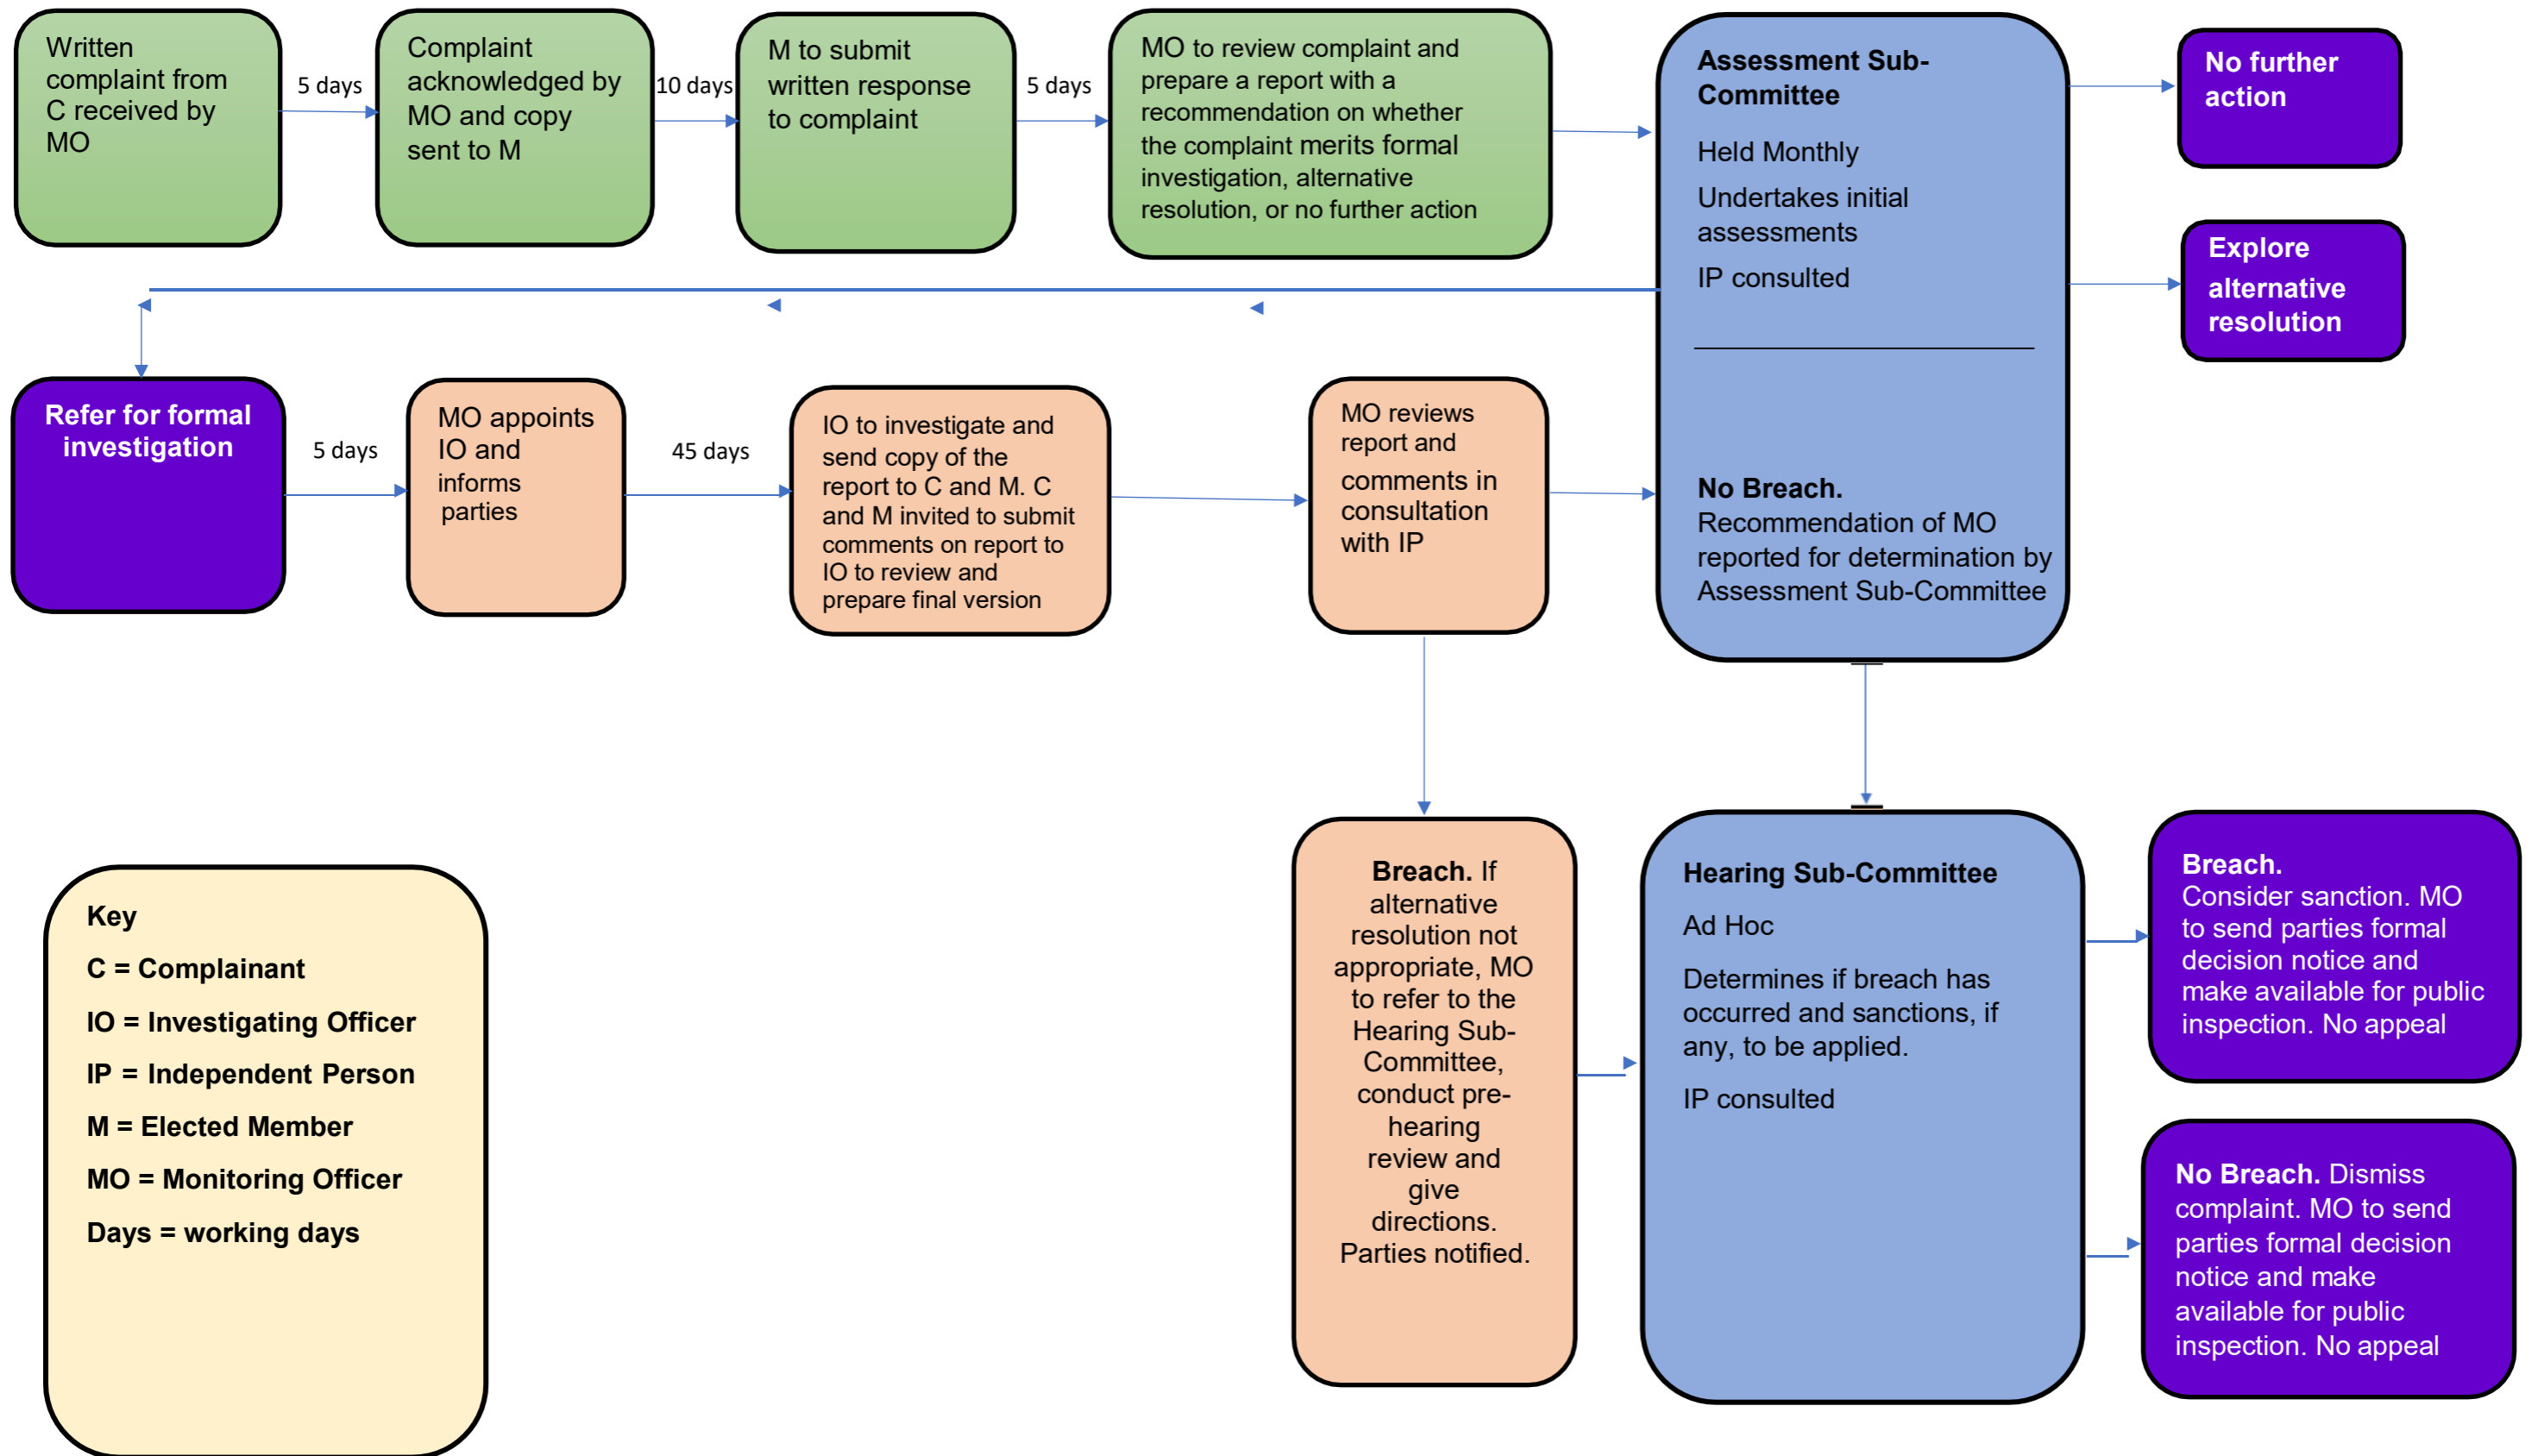 Written
complaint from
C received by
MO
5 days
Complaint
acknowledged by
MO and copy
sent to M
10 days
M to submit
written response
to complaint
5 days
MO to review complaint and
prepare a report with a
recommendation on whether
the complaint merits formal
investigation, alternative
resolution, or no further action
Assessment Sub-
Committee
Held Monthly
Undertakes initial
assessments
IP consulted
No further
action
Explore
alternative
resolution
Refer for formal
investigation
5 days
MO appoints
IO and
informs
parties
45 days
IO to investigate and
send copy of the
report to C and M. C
and M invited to submit
comments on report to
IO to review and
prepare final version
MO reviews
report and
comments in
consultation
with IP
No Breach.
Recommendation of MO
reported for determination by
Assessment Sub-Committee
Key
C = Complainant
IO = Investigating Officer
IP = Independent Person
M = Elected Member
MO = Monitoring Officer
Days = working days
Breach. If
alternative
resolution not
appropriate, MO
to refer to the
Hearing Sub-
Committee,
conduct pre-
hearing
review and
give
directions.
Parties notified.
Hearing Sub-Committee
Ad Hoc
Determines if breach has
occurred and sanctions, if
any, to be applied.
IP consulted
Breach.
Consider sanction. MO
to send parties formal
decision notice and
make available for public
inspection. No appeal
No Breach. Dismiss
complaint. MO to send
parties formal decision
notice and make
available for public
inspection. No appeal